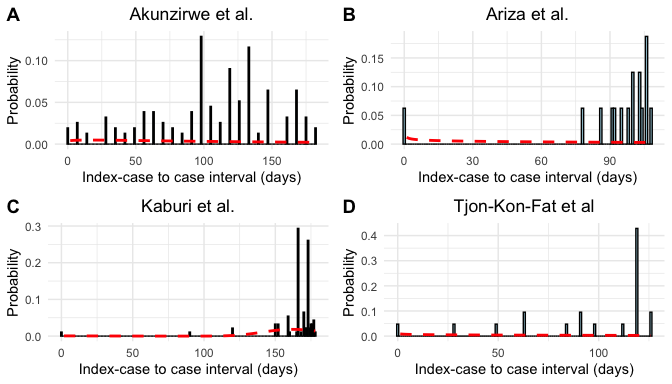 A
Akunzirwe et al.
Probability
0.10
0.05
0.00
0
50
100
150
Index-case to case interval (days)
B
Ariza et al.
Probability
0.15
0.10
0.05
0.00
0
30
60
90
Index-case to case interval (days)
C
Kaburi et al.
Probability
0.3
0.2
0.1
0.0
0
50
100
150
Index-case to case interval (days)
D
Tjon-Kon-Fat et al
Probability
0.4
0.3
0.2
0.1
0.0
0
50
100
Index-case to case interval (days)